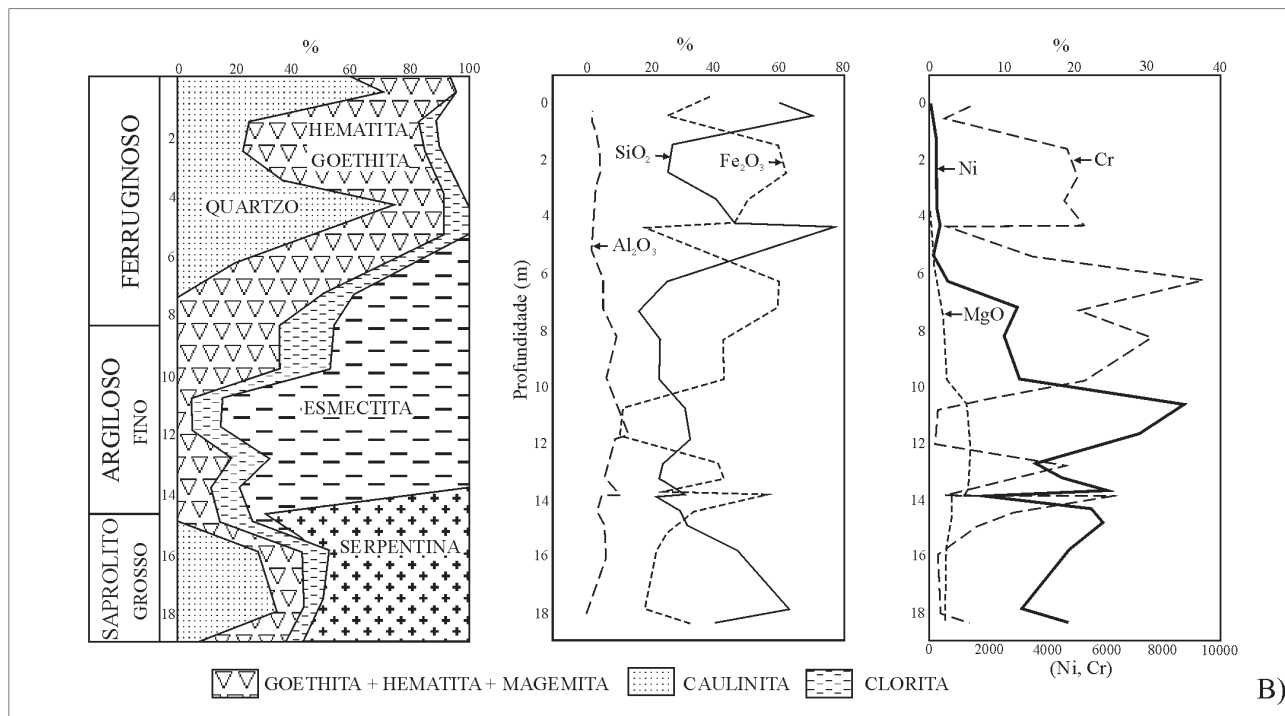 %
%
%
0 20 40 60 80 100
0 20 40 60 80
0 10 20 30 40
FERRUGINOSO
ARGILOSO
FINO
SAPROLITO
GROSSO
2
4
6
8
10
12
14
16
18
HEMATITA
GOETHITA
QUARTZO
ESMECTITA
SERPENTINA
Profundidade (m)
0
2
4
6
8
10
12
14
16
18
SiO2
Fe2O3
Al2O3
0
2
4
6
8
10
12
14
16
18
Ni
Cr
MgO
0 2000 4000 6000 8000 10000
(Ni, Cr)
GOETHITA + HEMATITA + MAGEMITA
CAULINITA
CLORITA
B)